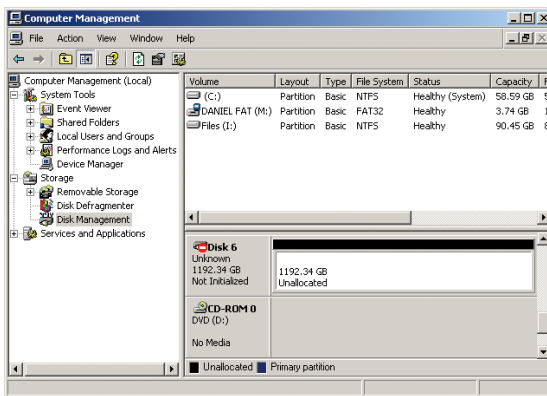 Computer Management
File Action View Window Help
Computer Management (Local)
System Tools
Event Viewer
Shared Folders
Local Users and Groups
Performance Logs and Alerts
Device Manager
Storage
Removable Storage
Disk Defragmenter
Disk Management
Services and Applications
Volume Layout Type File System Status Capacity
(C:) Partition Basic NTFS Healthy (System) 58.59 GB
DANIEL FAT (M:) Partition Basic FAT32 Healthy 3.74 GB
Files (I:) Partition Basic NTFS Healthy 90.45 GB
Disk 6
Unknown
1192.34 GB
Not Initialized
1192.34 GB
Unallocated
CD-ROM 0
DVD (D:)
No Media
Unallocated Primary partition